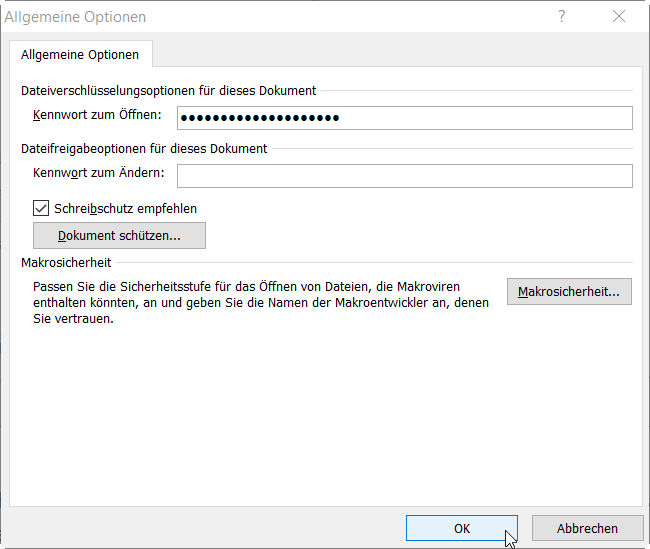 Allgemeine Optionen
?
Allgemeine Optionen
Dateiverschlüsselungsoptionen für dieses Dokument
Kennwort zum Öffnen: ●●●●●●●●●●●●●●●●●●●●
Dateifreigabeoptionen für dieses Dokument
Kennwort zum Ändern:
Schreibschutz empfehlen
Dokument schützen...
Makrosicherheit
Passen Sie die Sicherheitsstufe für das Öffnen von Dateien, die Makroviren
enthalten könnten, an und geben Sie die Namen der Makroentwickler an, denen
Sie vertrauen.
Makrosicherheit...
OK
Abbrechen